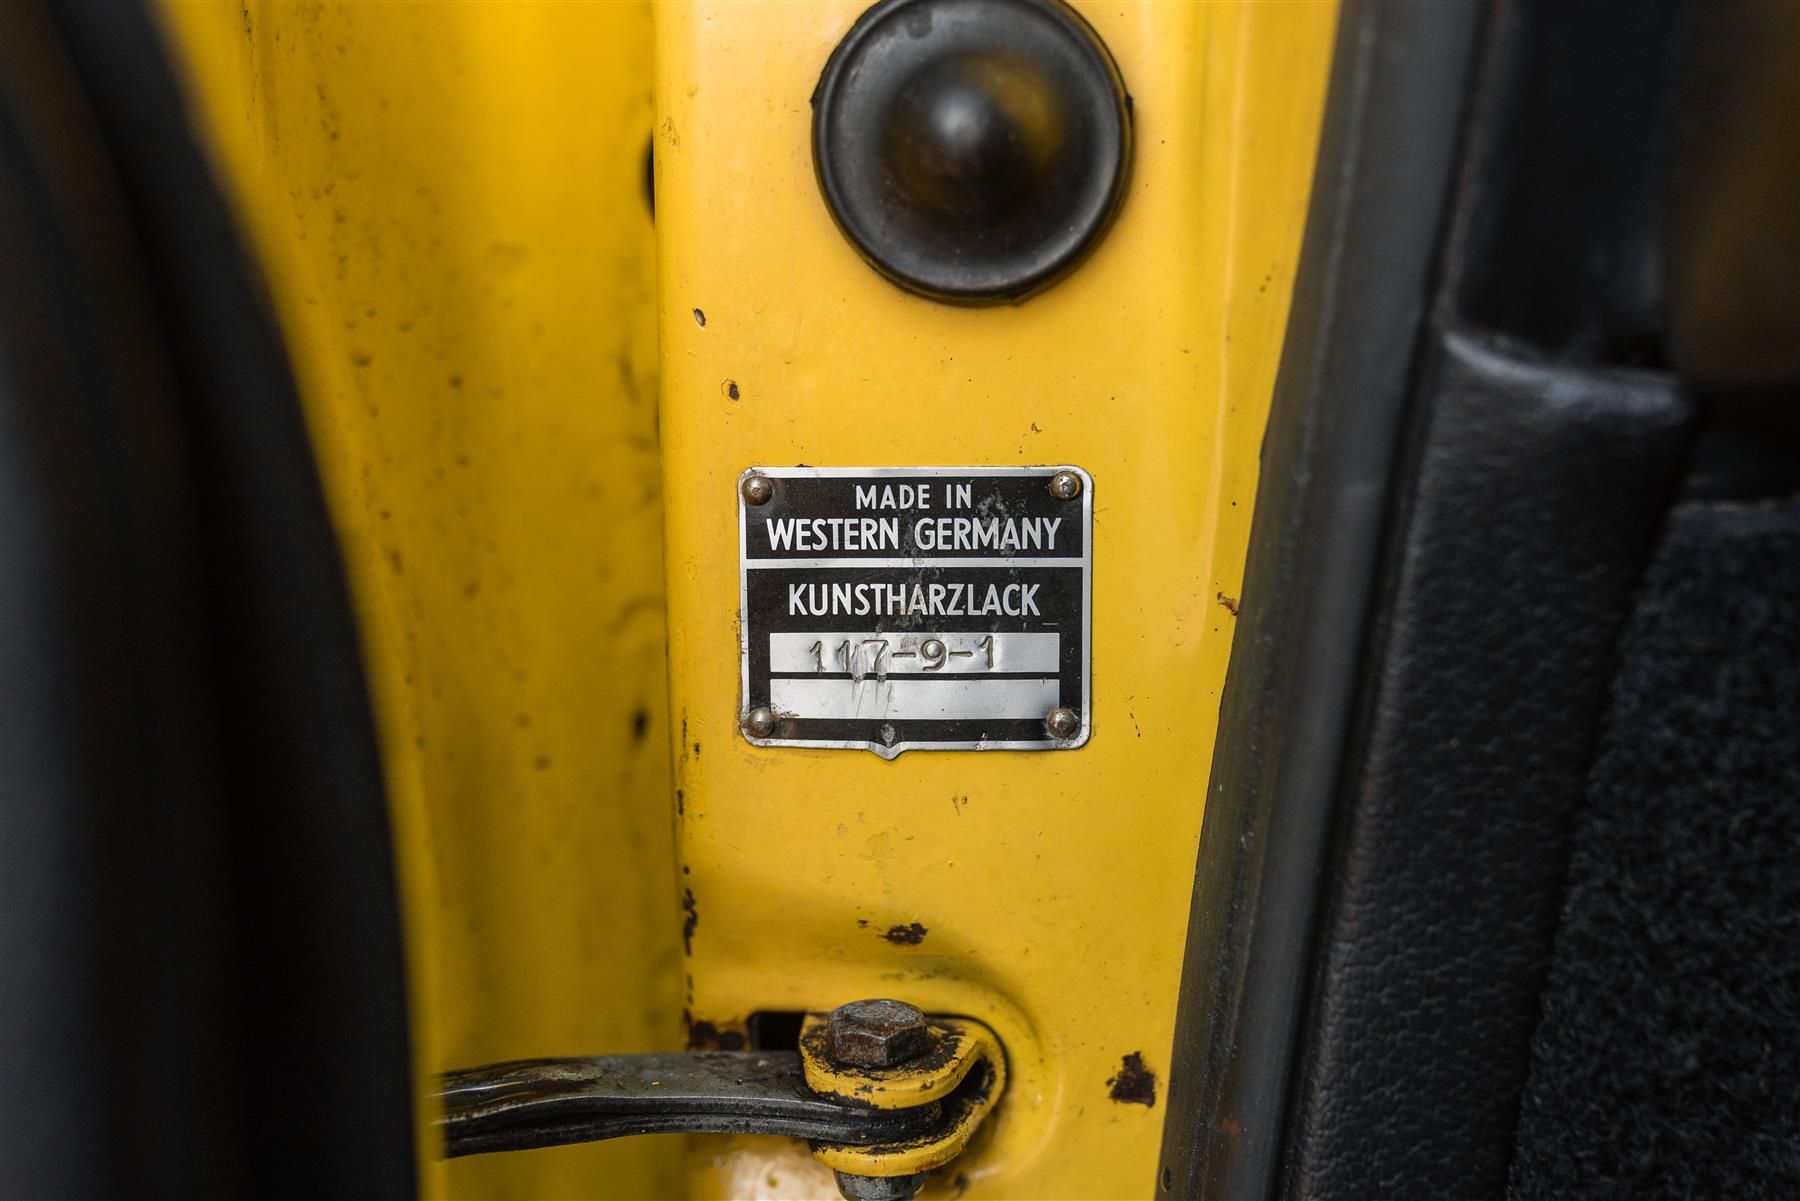 MADE IN
WESTERN GERMANY
KUNSTHARZLACK
117-9-1